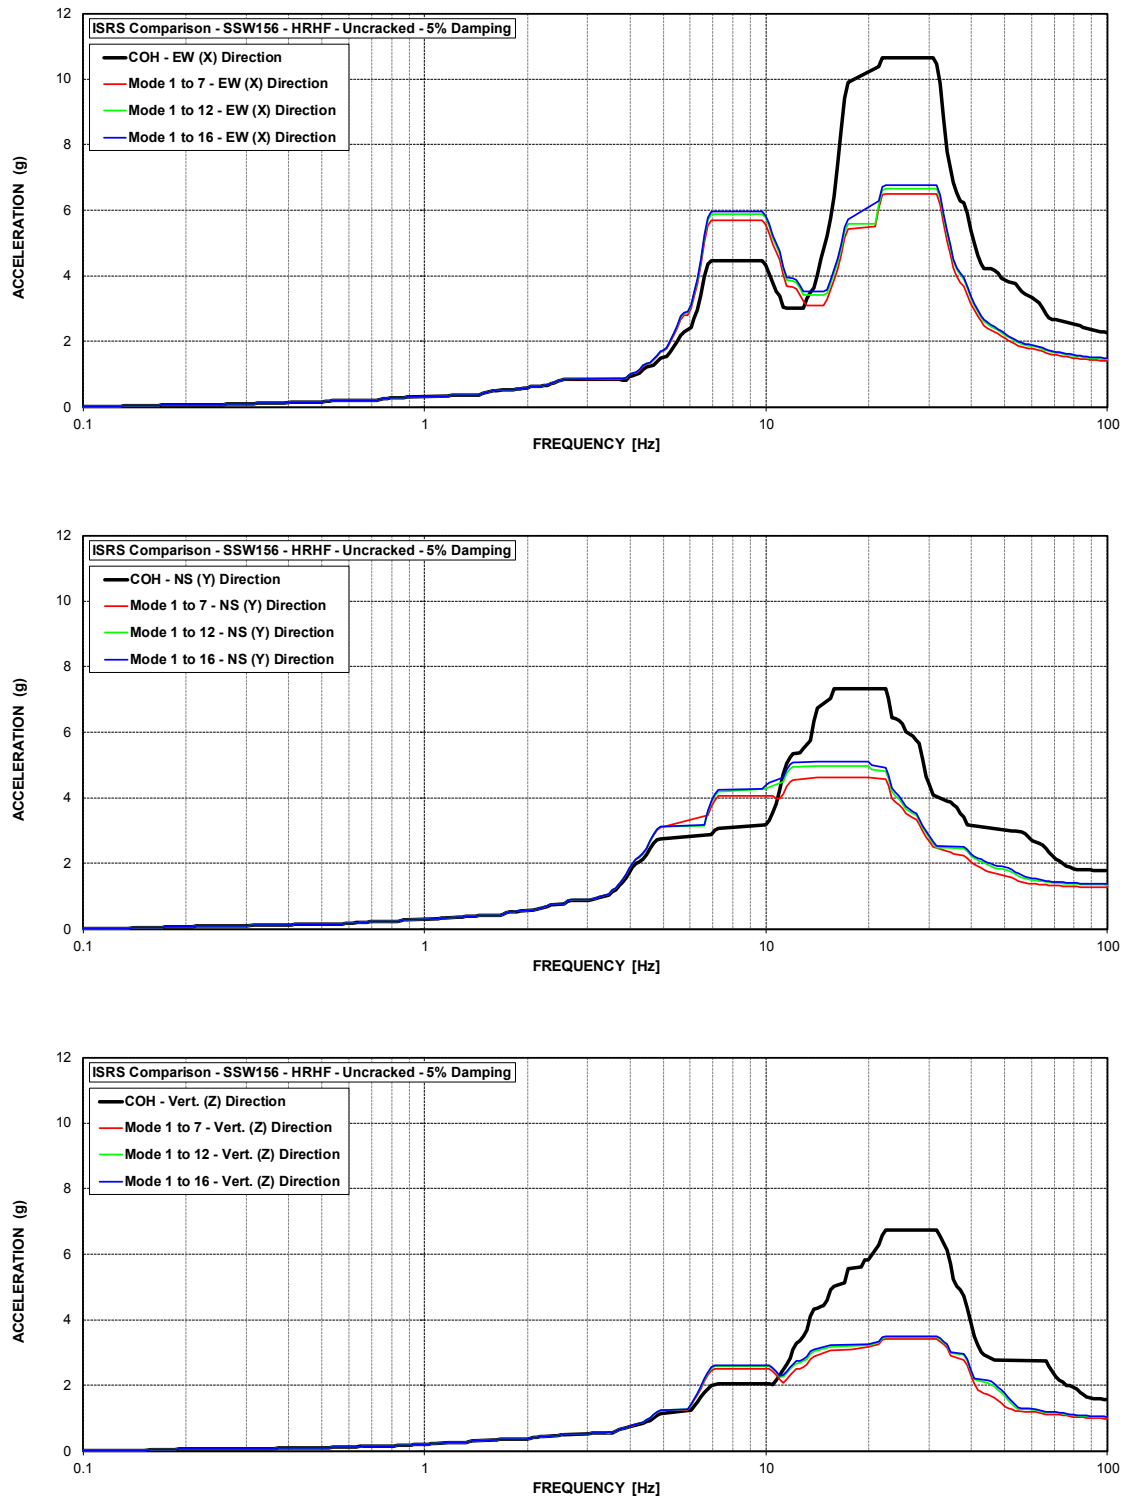 ISRS Comparison - SSW156 - HRHF - Uncracked - 5% Damping
COH - EW (X) Direction
Mode 1 to 7 - EW (X) Direction
Mode 1 to 12 - EW (X) Direction
Mode 1 to 16 - EW (X) Direction
ACCELERATION (g)
12
10
8
6
4
2
0
0.1
1
10
100
FREQUENCY [Hz]
ISRS Comparison - SSW156 - HRHF - Uncracked - 5% Damping
COH - NS (Y) Direction
Mode 1 to 7 - NS (Y) Direction
Mode 1 to 12 - NS (Y) Direction
Mode 1 to 16 - NS (Y) Direction
ACCELERATION (g)
12
10
8
6
4
2
0
0.1
1
10
100
FREQUENCY [Hz]
ISRS Comparison - SSW156 - HRHF - Uncracked - 5% Damping
COH - Vert. (Z) Direction
Mode 1 to 7 - Vert. (Z) Direction
Mode 1 to 12 - Vert. (Z) Direction
Mode 1 to 16 - Vert. (Z) Direction
ACCELERATION (g)
12
10
8
6
4
2
0
0.1
1
10
100
FREQUENCY [Hz]